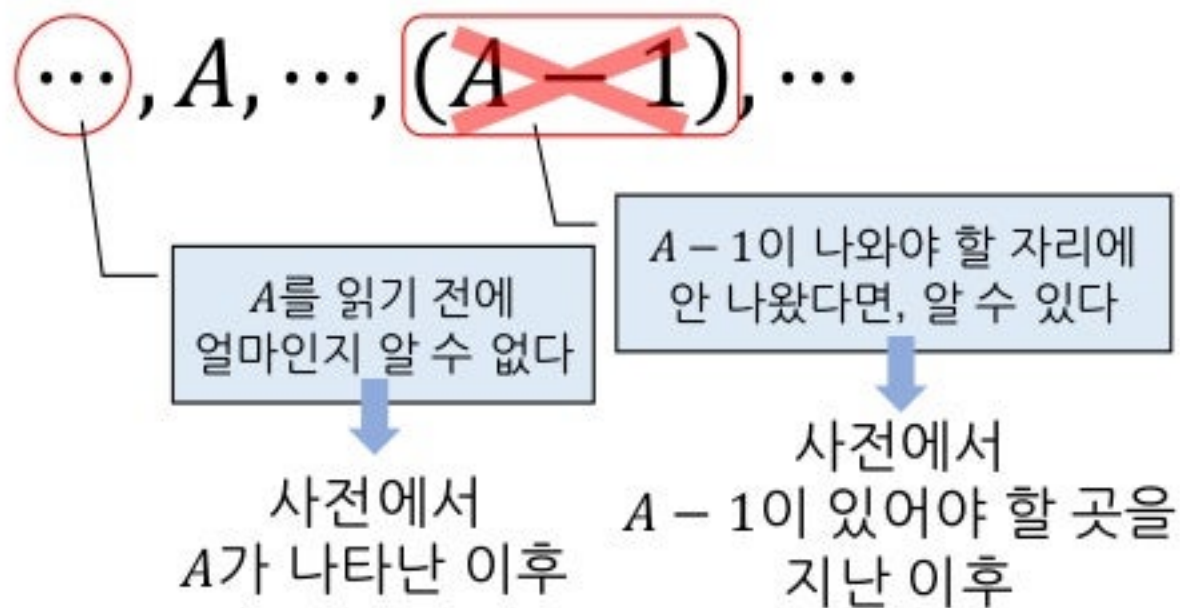 ⋯, A, ⋯, (A − 1), ⋯
A를 읽기 전에
얼마인지 알 수 없다
A − 1이 나와야 할 자리에
안 나왔다면, 알 수 있다
사전에서
A가 나타난 이후
사전에서
A − 1이 있어야 할 곳을
지난 이후